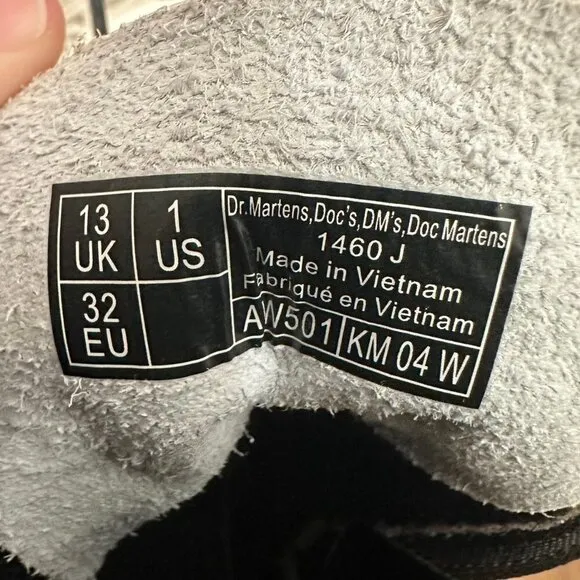 13 UK
1 US
32 EU
Dr.Martens,Doc's,DM's,Doc Martens
1460 J
Made in Vietnam
Fabriqué en Vietnam
AW501
KM 04 W